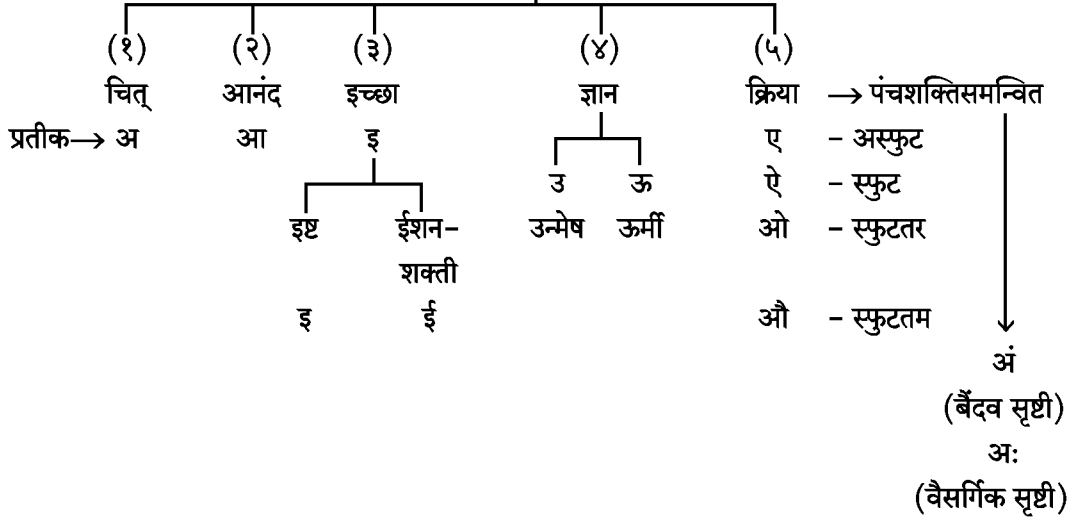 (१) (२) (३) (४) (५)
चित् आनंद इच्छा ज्ञान क्रिया → पंचशक्तिसमन्वित
प्रतीक→ अ आ इ ए – अस्फुट
उ ऊ ऐ – स्फुट
इष्ट ईशन– उन्मेष ऊर्मी ओ – स्फुटतर
शक्ती
इ ई औ – स्फुटतम
अं
(बैंदव सृष्टी)
अः
(वैसर्गिक सृष्टी)